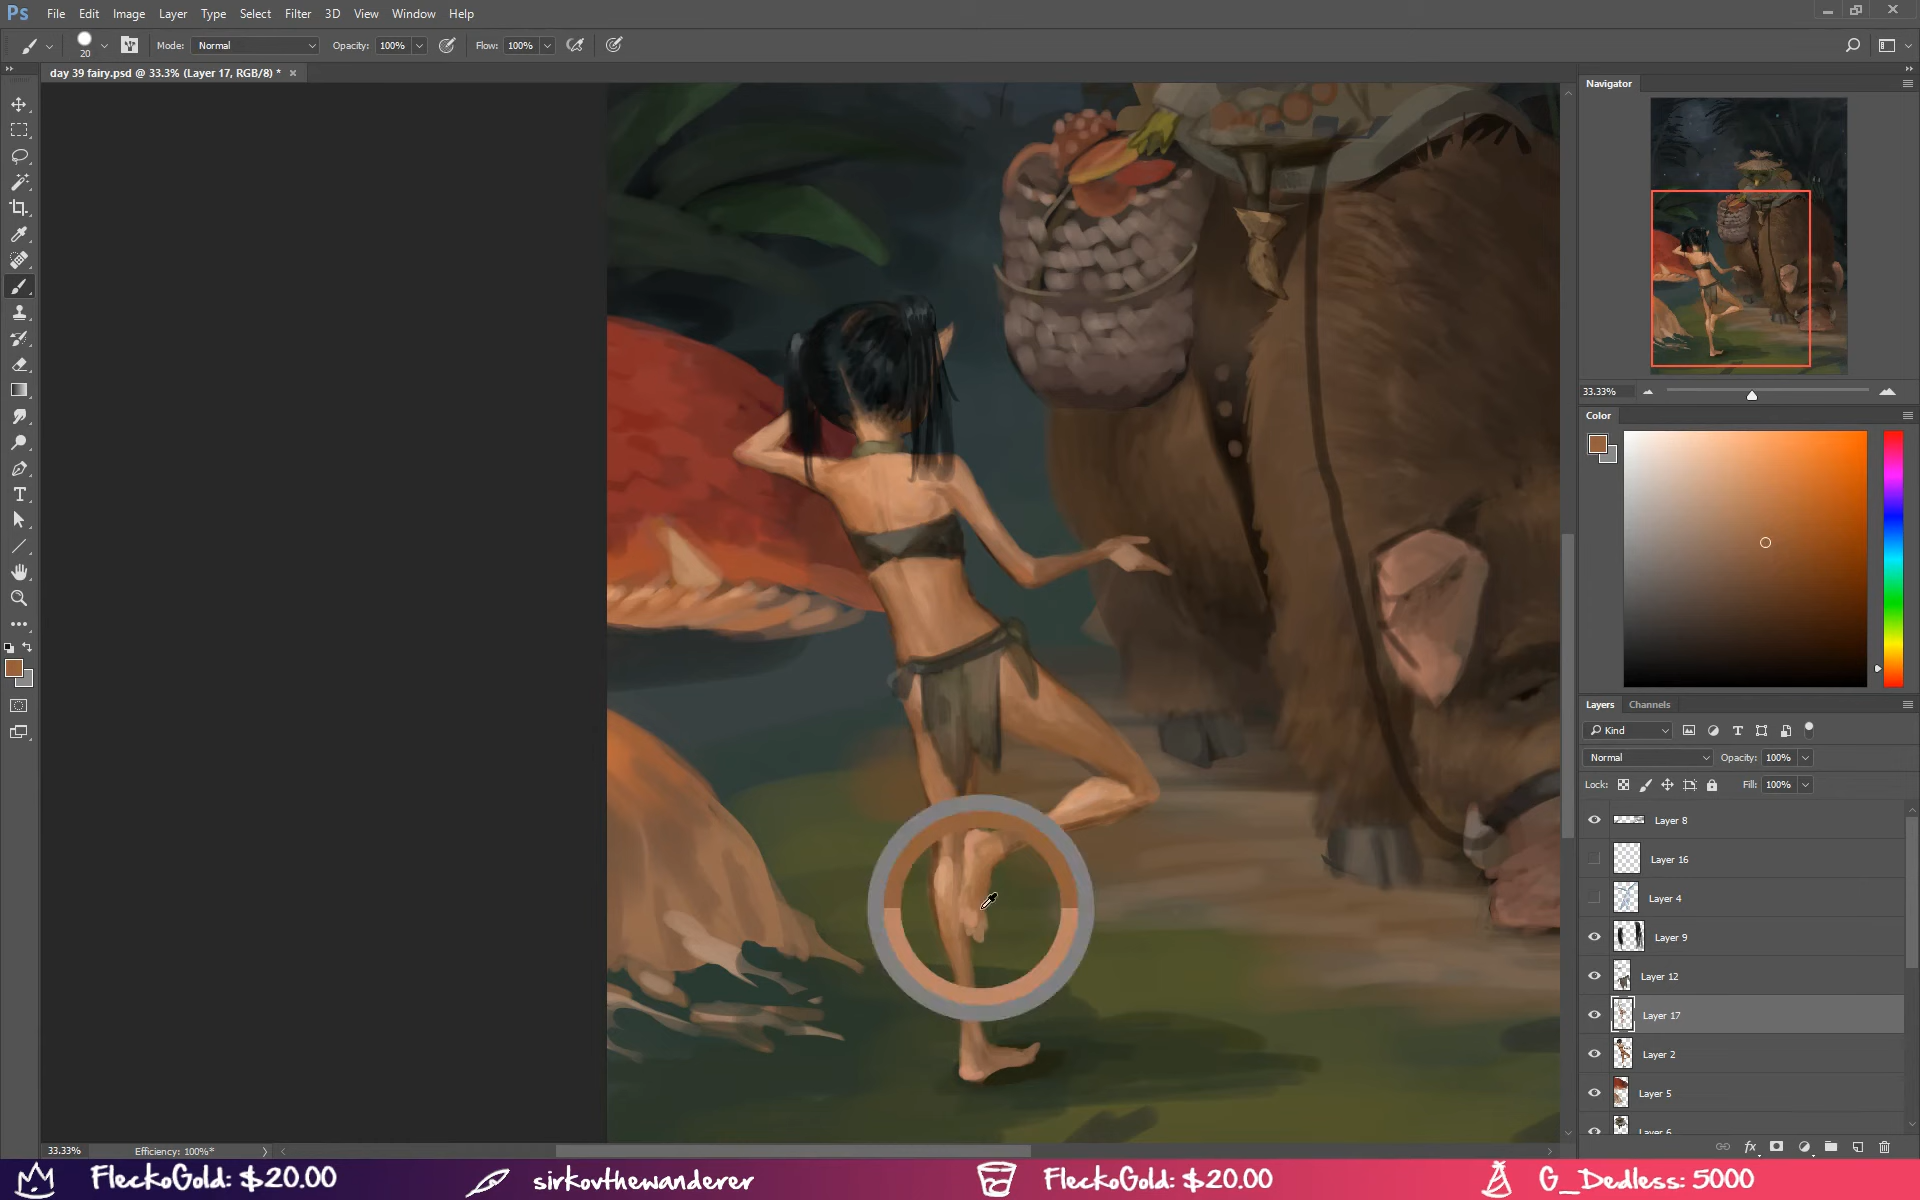 Ps File Edit Image Layer Type Select Filter 3D View Window Help
20 Mode: Normal Opacity: 100% Flow: 100%
day 39 fairy.psd @ 33.3% (Layer 17, RGB/8) *
Navigator
33.33%
Color
Layers Channels
Kind
Normal Opacity: 100%
Lock: Fill: 100%
Layer 8
Layer 16
Layer 4
Layer 9
Layer 12
Layer 17
Layer 2
Layer 5
Layer 6
33.33% Efficiency: 100%*
FleckoGold: $20.00 sirkovthewanderer FleckoGold: $20.00 G_Dedless: 5000